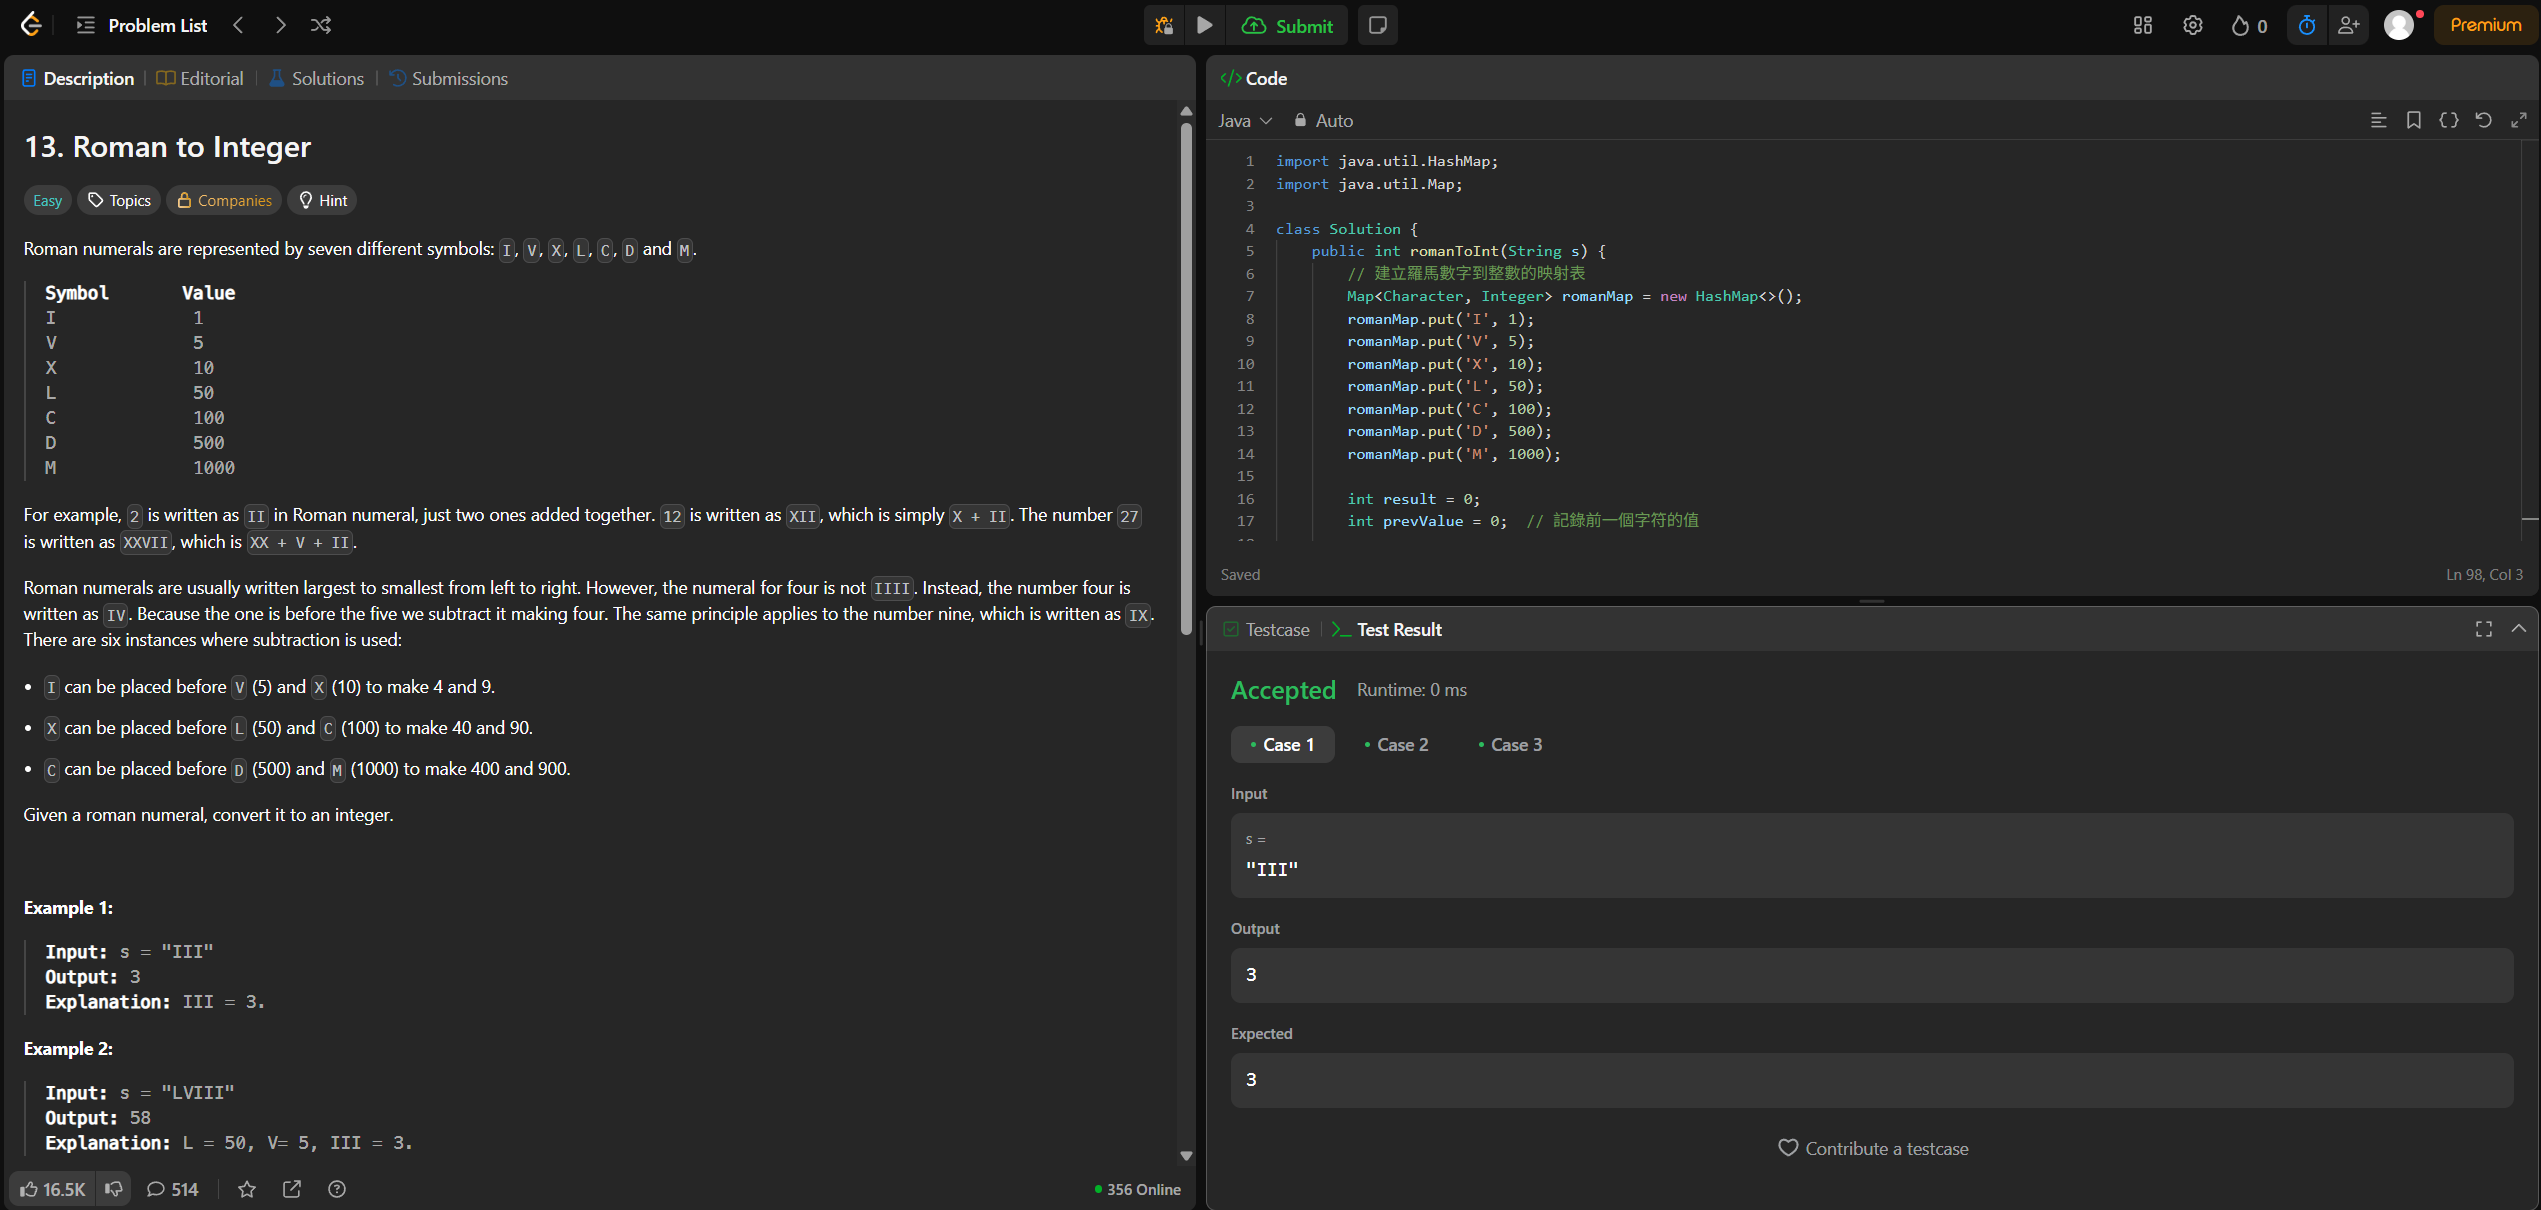 Problem List
Submit
0
Premium
Description
Editorial
Solutions
Submissions
13. Roman to Integer
Easy
Topics
Companies
Hint
Roman numerals are represented by seven different symbols: I, V, X, L, C, D and M.
Symbol Value
I 1
V 5
X 10
L 50
C 100
D 500
M 1000
For example, 2 is written as II in Roman numeral, just two ones added together. 12 is written as XII, which is simply X + II. The number 27
is written as XXVII, which is XX + V + II.
Roman numerals are usually written largest to smallest from left to right. However, the numeral for four is not IIII. Instead, the number four is
written as IV. Because the one is before the five we subtract it making four. The same principle applies to the number nine, which is written as IX.
There are six instances where subtraction is used:
• I can be placed before V (5) and X (10) to make 4 and 9.
• X can be placed before L (50) and C (100) to make 40 and 90.
• C can be placed before D (500) and M (1000) to make 400 and 900.
Given a roman numeral, convert it to an integer.
Example 1:
Input: s = "III"
Output: 3
Explanation: III = 3.
Example 2:
Input: s = "LVIII"
Output: 58
Explanation: L = 50, V= 5, III = 3.
16.5K
514
356 Online
</> Code
Java
Auto
1 import java.util.HashMap;
2 import java.util.Map;
3
4 class Solution {
5 public int romanToInt(String s) {
6 // 建立羅馬數字到整數的映射表
7 Map<Character, Integer> romanMap = new HashMap<>();
8 romanMap.put('I', 1);
9 romanMap.put('V', 5);
10 romanMap.put('X', 10);
11 romanMap.put('L', 50);
12 romanMap.put('C', 100);
13 romanMap.put('D', 500);
14 romanMap.put('M', 1000);
15
16 int result = 0;
17 int prevValue = 0; // 記錄前一個字符的值
Saved
Ln 98, Col 3
Testcase
Test Result
Accepted
Runtime: 0 ms
Case 1
Case 2
Case 3
Input
s =
"III"
Output
3
Expected
3
Contribute a testcase